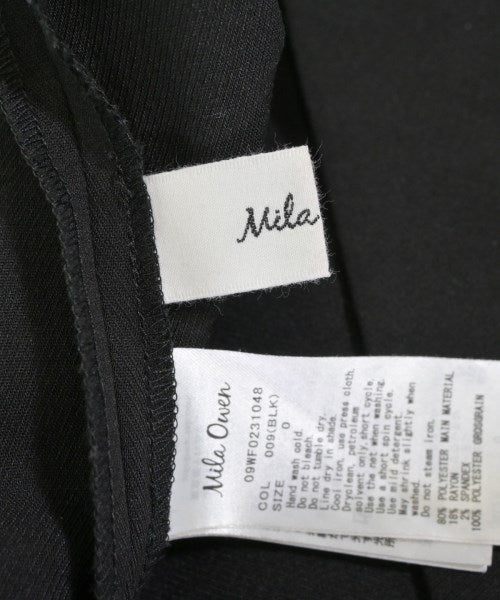 Mila
Mila Owen
09WF0231048
COL 009(BLK)
SIZE 0
Hand wash cold.
Do not bleach.
Do not tumble dry.
Line dry in shade.
Cool iron, use press cloth.
Dryclean, petroleum
solvent only short cycle.
Use the net when washing.
Use a short spin cycle.
Use a mild detergent.
May shrink slightly when
washed.
Do not steam iron.
80% POLYESTER MAIN MATERIAL
18% RAYON
2% SPANDEX
100% POLYESTER GROSGRAIN